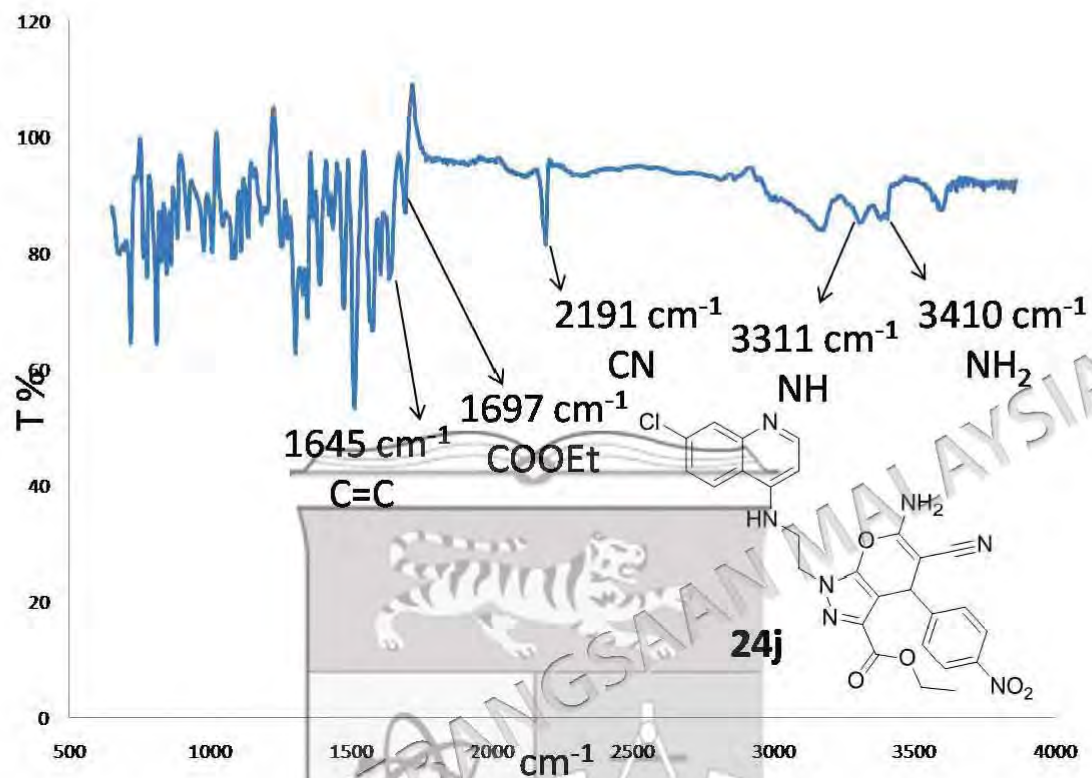 120
100
80
60
40
20
0
T %
500
1000
1500
2000
2500
3000
3500
4000
cm⁻¹
1645 cm⁻¹
C=C
1697 cm⁻¹
COOEt
2191 cm⁻¹
CN
3311 cm⁻¹
NH
3410 cm⁻¹
NH₂
Cl
N
HN
NH₂
O
N
N
N
O
O
NO₂
24j
ANGSAAN MALAYSIA